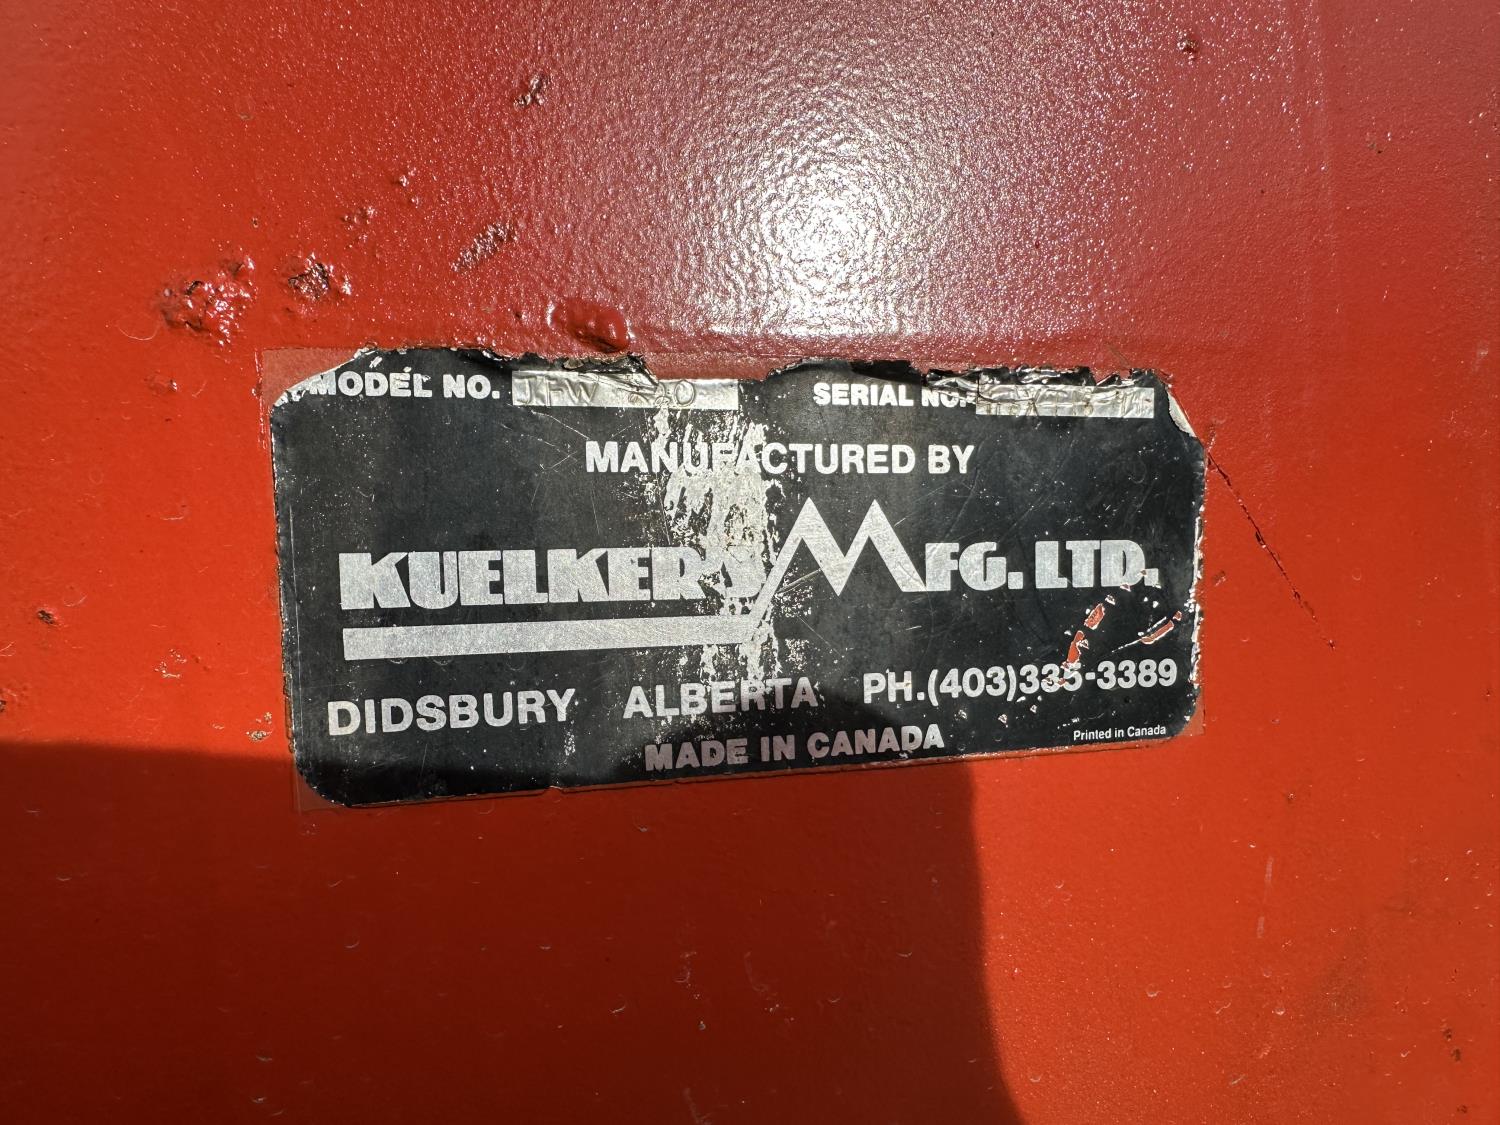 MODEL NO. SERIAL NO.
MANUFACTURED BY
KUELKER'S MFG. LTD.
DIDSBURY ALBERTA PH.(403)335-3389
MADE IN CANADA
Printed in Canada